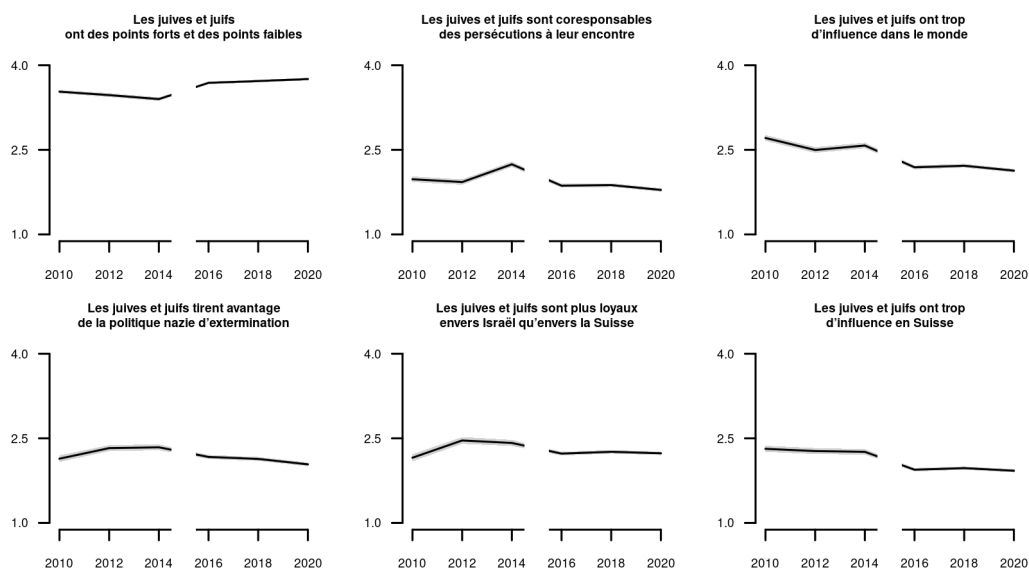 Les juives et juifs
ont des points forts et des points faibles
4.0
2.5
1.0
2010 2012 2014 2016 2018 2020
Les juives et juifs sont coresponsables
des persécutions à leur encontre
4.0
2.5
1.0
2010 2012 2014 2016 2018 2020
Les juives et juifs ont trop
d’influence dans le monde
4.0
2.5
1.0
2010 2012 2014 2016 2018 2020
Les juives et juifs tirent avantage
de la politique nazie d’extermination
4.0
2.5
1.0
2010 2012 2014 2016 2018 2020
Les juives et juifs sont plus loyaux
envers Israël qu’envers la Suisse
4.0
2.5
1.0
2010 2012 2014 2016 2018 2020
Les juives et juifs ont trop
d’influence en Suisse
4.0
2.5
1.0
2010 2012 2014 2016 2018 2020